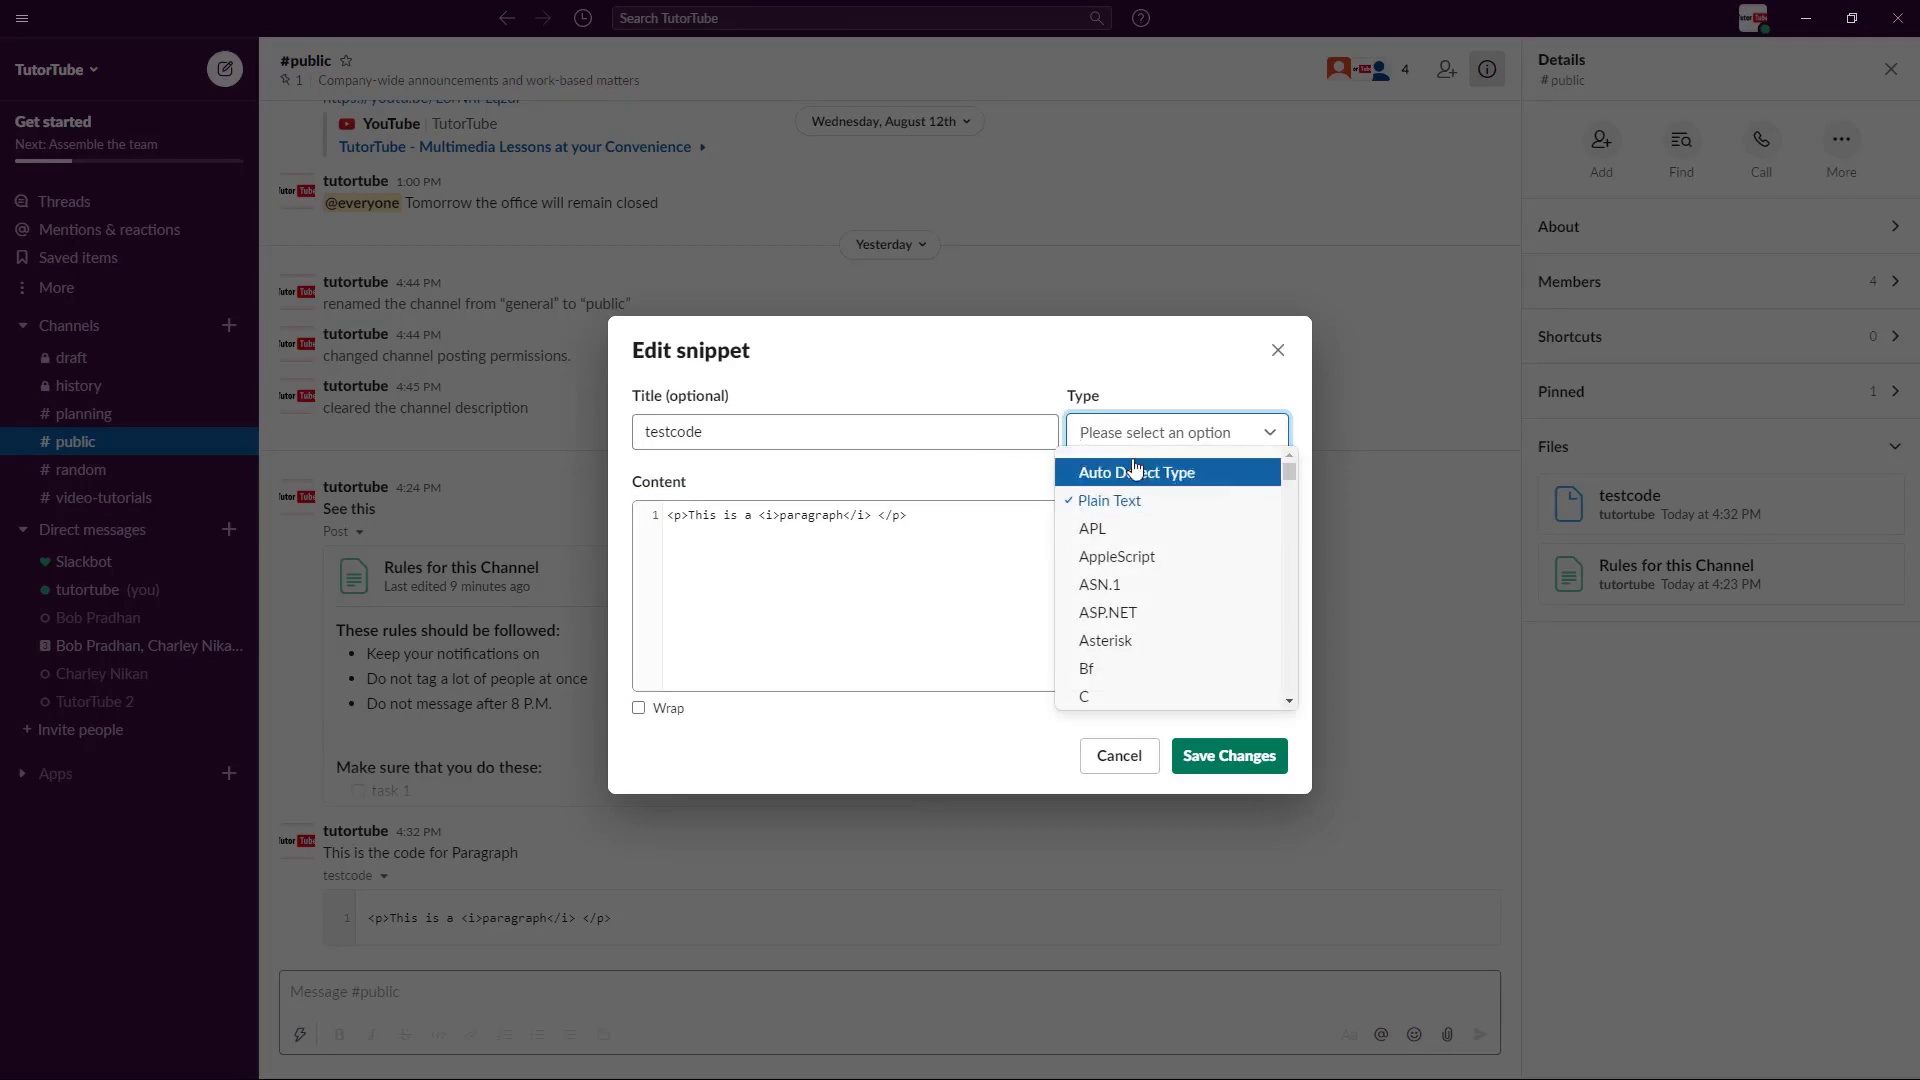 Search TutorTube
TutorTube
Get started
Next: Assemble the team
Threads
Mentions & reactions
Saved items
More
Channels
draft
history
# planning
# public
# random
# video-tutorials
Direct messages
Slackbot
tutortube (you)
Bob Pradhan
3 Bob Pradhan, Charley Nika...
Charley Nikan
TutorTube 2
+ Invite people
Apps
#public
1 | Company-wide announcements and work-based matters
4
YouTube | TutorTube
TutorTube - Multimedia Lessons at your Convenience
Wednesday, August 12th
tutortube 1:00 PM
@everyone Tomorrow the office will remain closed
Yesterday
tutortube 4:44 PM
renamed the channel from “general” to “public”
tutortube 4:44 PM
changed channel posting permissions.
tutortube 4:45 PM
cleared the channel description
tutortube 4:24 PM
See this
Post
Rules for this Channel
Last edited 9 minutes ago
These rules should be followed:
• Keep your notifications on
• Do not tag a lot of people at once
• Do not message after 8 P.M.
Make sure that you do these:
task 1
tutortube 4:32 PM
This is the code for Paragraph
testcode
1 <p>This is a <i>paragraph</i> </p>
Message #public
Edit snippet
Title (optional)
testcode
Type
Please select an option
Auto D ct Type
Plain Text
APL
AppleScript
ASN.1
ASP.NET
Asterisk
Bf
C
Content
1 <p>This is a <i>paragraph</i> </p>
Wrap
Cancel
Save Changes
Details
# public
Add
Find
Call
More
About
Members 4
Shortcuts 0
Pinned 1
Files
testcode
tutortube Today at 4:32 PM
Rules for this Channel
tutortube Today at 4:23 PM